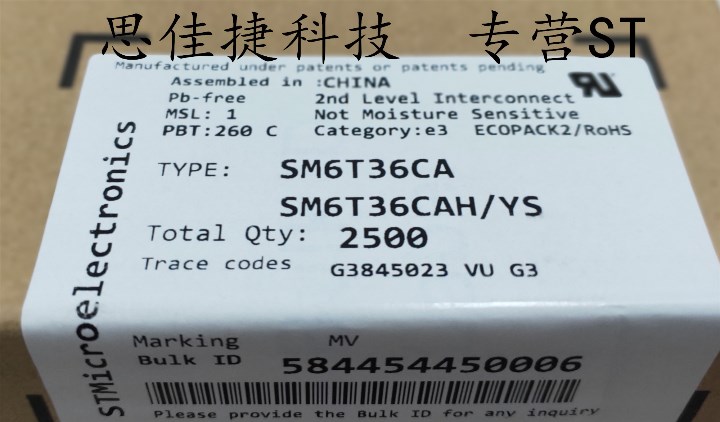 思佳捷科技 专营ST
Manufactured under patents or patents pending
Assembled in :CHINA
Pb-free 2nd Level Interconnect
MSL: 1 Not Moisture Sensitive
PBT:260 C Category:e3 ECOPACK2/RoHS
TYPE: SM6T36CA
SM6T36CAH/YS
Total Qty: 2500
Trace codes G3845023 VU G3
Marking MV
Bulk ID 584454450006
Please provide the Bulk ID for any inquiry
STMicroelectronics